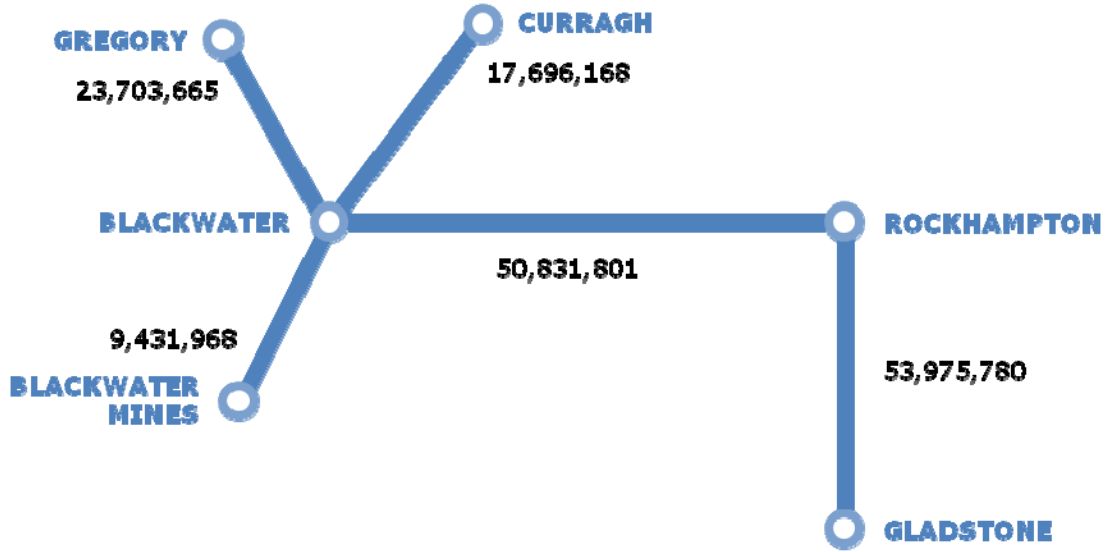 CURRAGH
GREGORY
17,696,168
23,703,665
BLACKWATER
ROCKHAMPTON
50,831,801
9,431,968
53,975,780
BLACKWATER
MINES
GLADSTONE